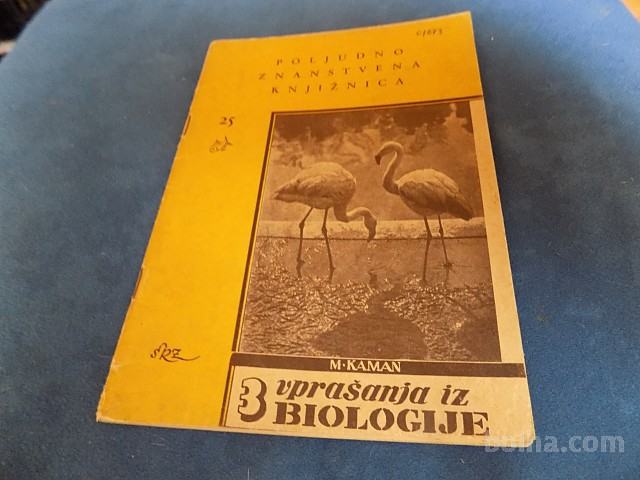 POLJUDNO
ZNANSTVENA
KNJIŽNICA
25
M·KAMAN
3 vprašanja iz
BIOLOGIJE
bolha.com